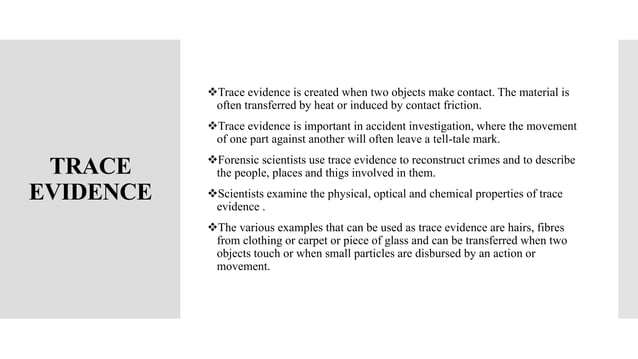 TRACE
EVIDENCE
❖Trace evidence is created when two objects make contact. The material is
often transferred by heat or induced by contact friction.
❖Trace evidence is important in accident investigation, where the movement
of one part against another will often leave a tell-tale mark.
❖Forensic scientists use trace evidence to reconstruct crimes and to describe
the people, places and thigs involved in them.
❖Scientists examine the physical, optical and chemical properties of trace
evidence .
❖The various examples that can be used as trace evidence are hairs, fibres
from clothing or carpet or piece of glass and can be transferred when two
objects touch or when small particles are disbursed by an action or
movement.